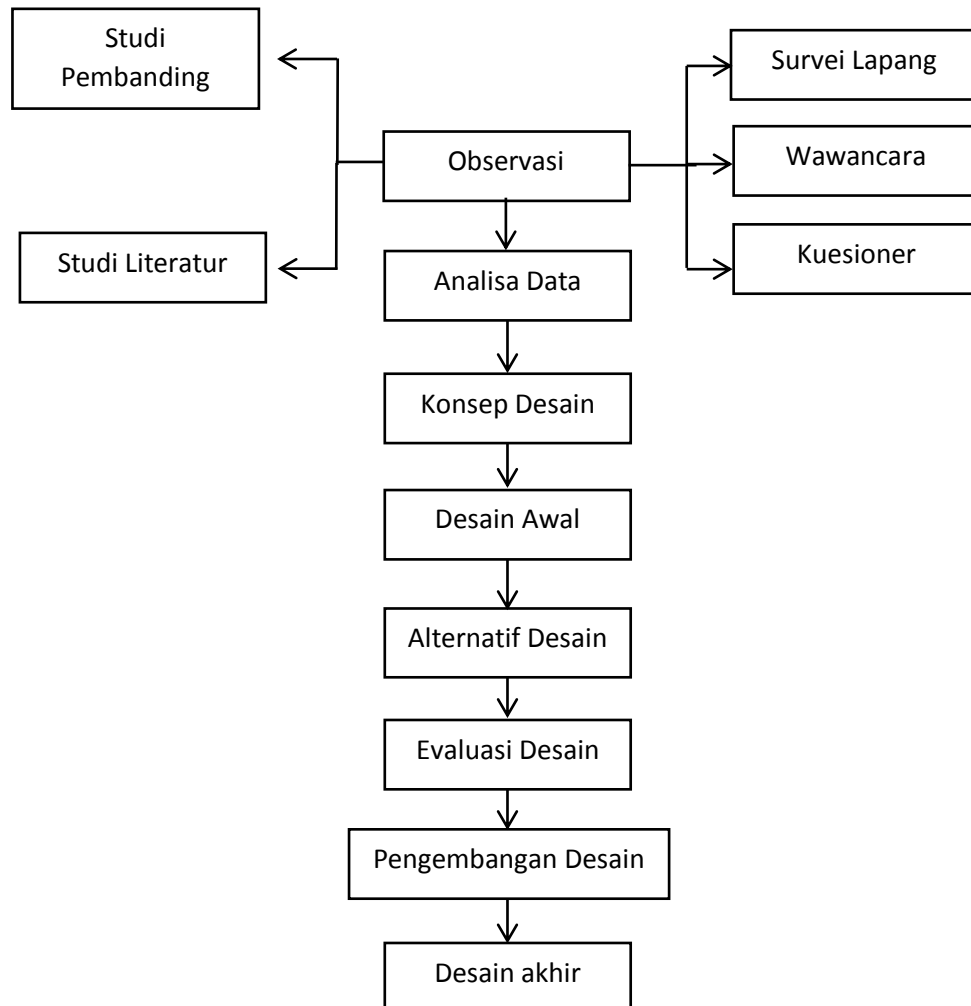 Studi
Pembanding
Survei Lapang
Observasi
Wawancara
Studi Literatur
Kuesioner
Analisa Data
Konsep Desain
Desain Awal
Alternatif Desain
Evaluasi Desain
Pengembangan Desain
Desain akhir